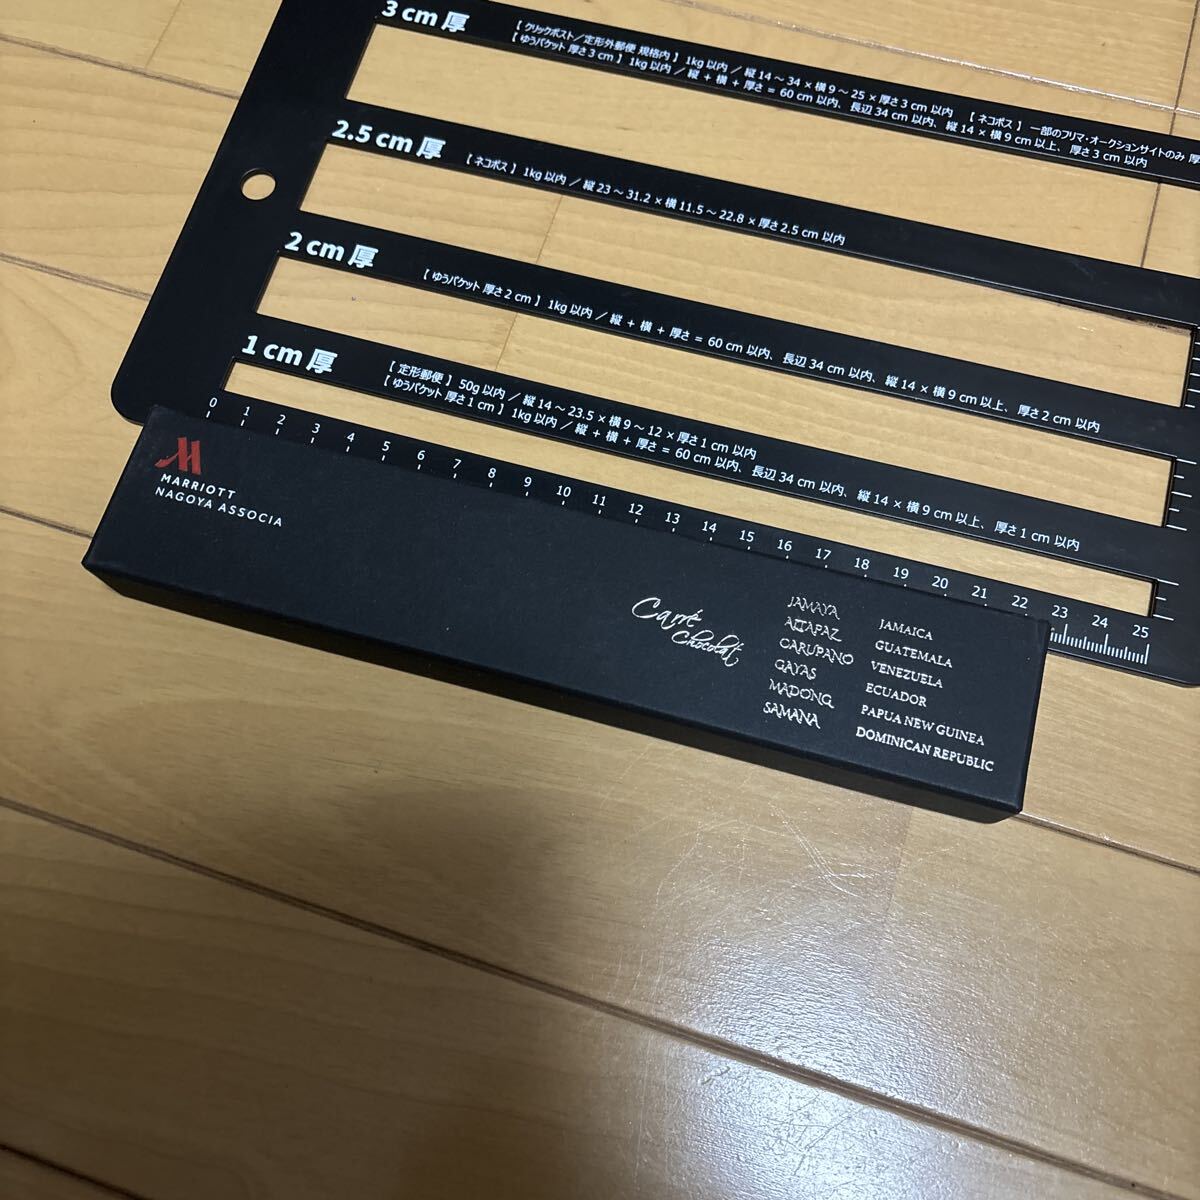 3 cm 厚
【 クリックポスト／定形外郵便 規格内 】 1kg 以内 ／ 縦 14 ～ 34 × 横 9 ～ 25 × 厚さ 3 cm 以内 【 ネコポス 】 一部のフリマ・オークションサイトのみ 厚
【 ゆうパケット 厚さ 3 cm 】 1kg 以内 ／ 縦 + 横 + 厚さ = 60 cm 以内、 長辺 34 cm 以内、 縦 14 × 横 9 cm 以上、 厚さ 3 cm 以内
2.5 cm 厚
【 ネコポス 】 1kg 以内 ／ 縦 23 ～ 31.2 × 横 11.5 ～ 22.8 × 厚さ 2.5 cm 以内
2 cm 厚
【 ゆうパケット 厚さ 2 cm 】 1kg 以内 ／ 縦 + 横 + 厚さ = 60 cm 以内、 長辺 34 cm 以内、 縦 14 × 横 9 cm 以上、 厚さ 2 cm 以内
1 cm 厚
【 定形郵便 】 50g 以内 ／ 縦 14 ～ 23.5 × 横 9 ～ 12 × 厚さ 1 cm 以内
【 ゆうパケット 厚さ 1 cm 】 1kg 以内 ／ 縦 + 横 + 厚さ = 60 cm 以内、 長辺 34 cm 以内、 縦 14 × 横 9 cm 以上、 厚さ 1 cm 以内
0 1 2 3 4 5 6 7 8 9 10 11 12 13 14 15 16 17 18 19 20 21 22 23 24 25
MARRIOTT
NAGOYA ASSOCIA
Carré
Chocolat
JAMAYA JAMAICA
ALTAPAZ GUATEMALA
CARUPANO VENEZUELA
GAYAS ECUADOR
MADONG PAPUA NEW GUINEA
SAMANA DOMINICAN REPUBLIC